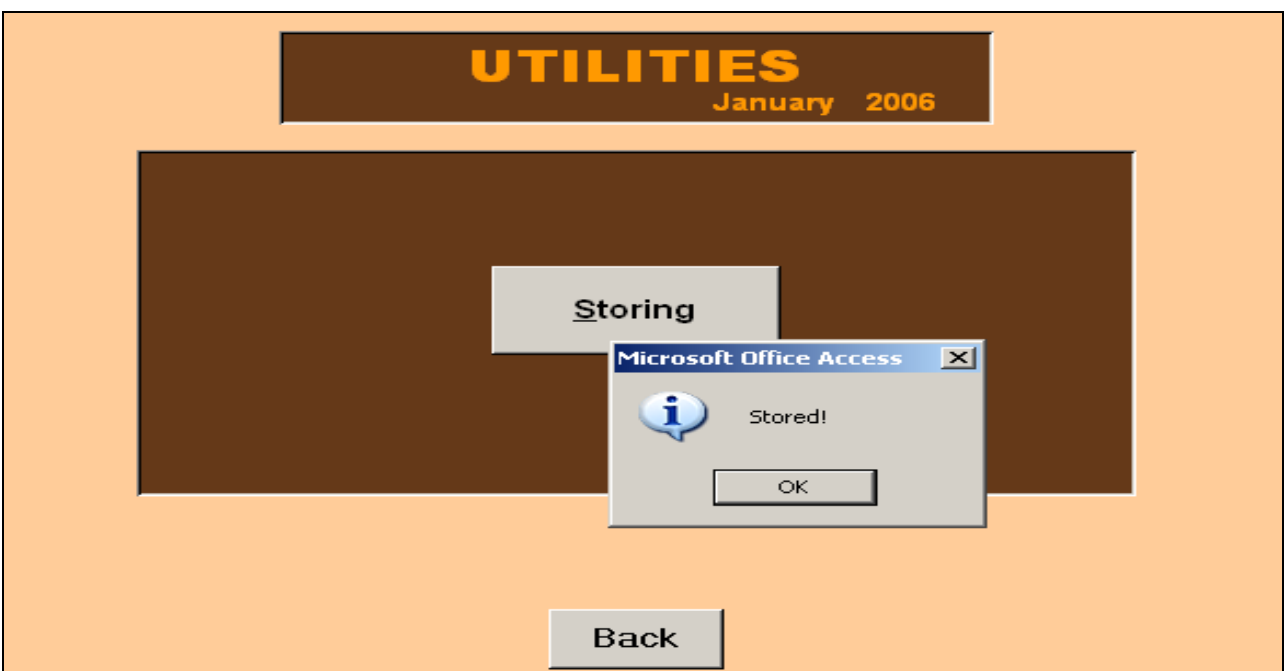 UTILITIES
January 2006
Storing
Microsoft Office Access
Stored!
OK
Back